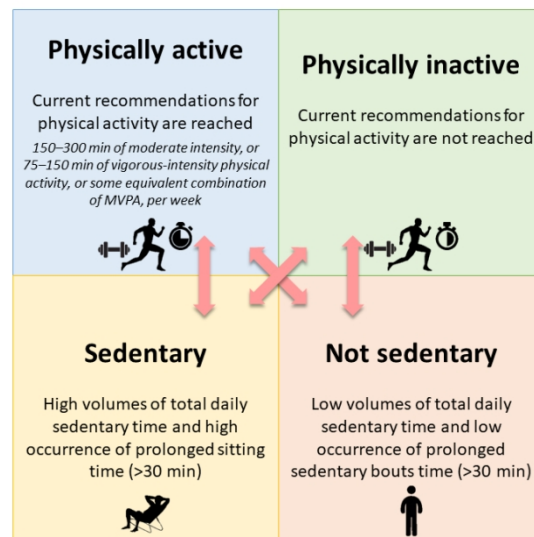 Physically active
Current recommendations for
physical activity are reached
150–300 min of moderate intensity, or
75–150 min of vigorous-intensity physical
activity, or some equivalent combination
of MVPA, per week
Physically inactive
Current recommendations for
physical activity are not reached
Sedentary
High volumes of total daily
sedentary time and high
occurrence of prolonged sitting
time (>30 min)
Not sedentary
Low volumes of total daily
sedentary time and low
occurrence of prolonged
sedentary bouts time (>30 min)